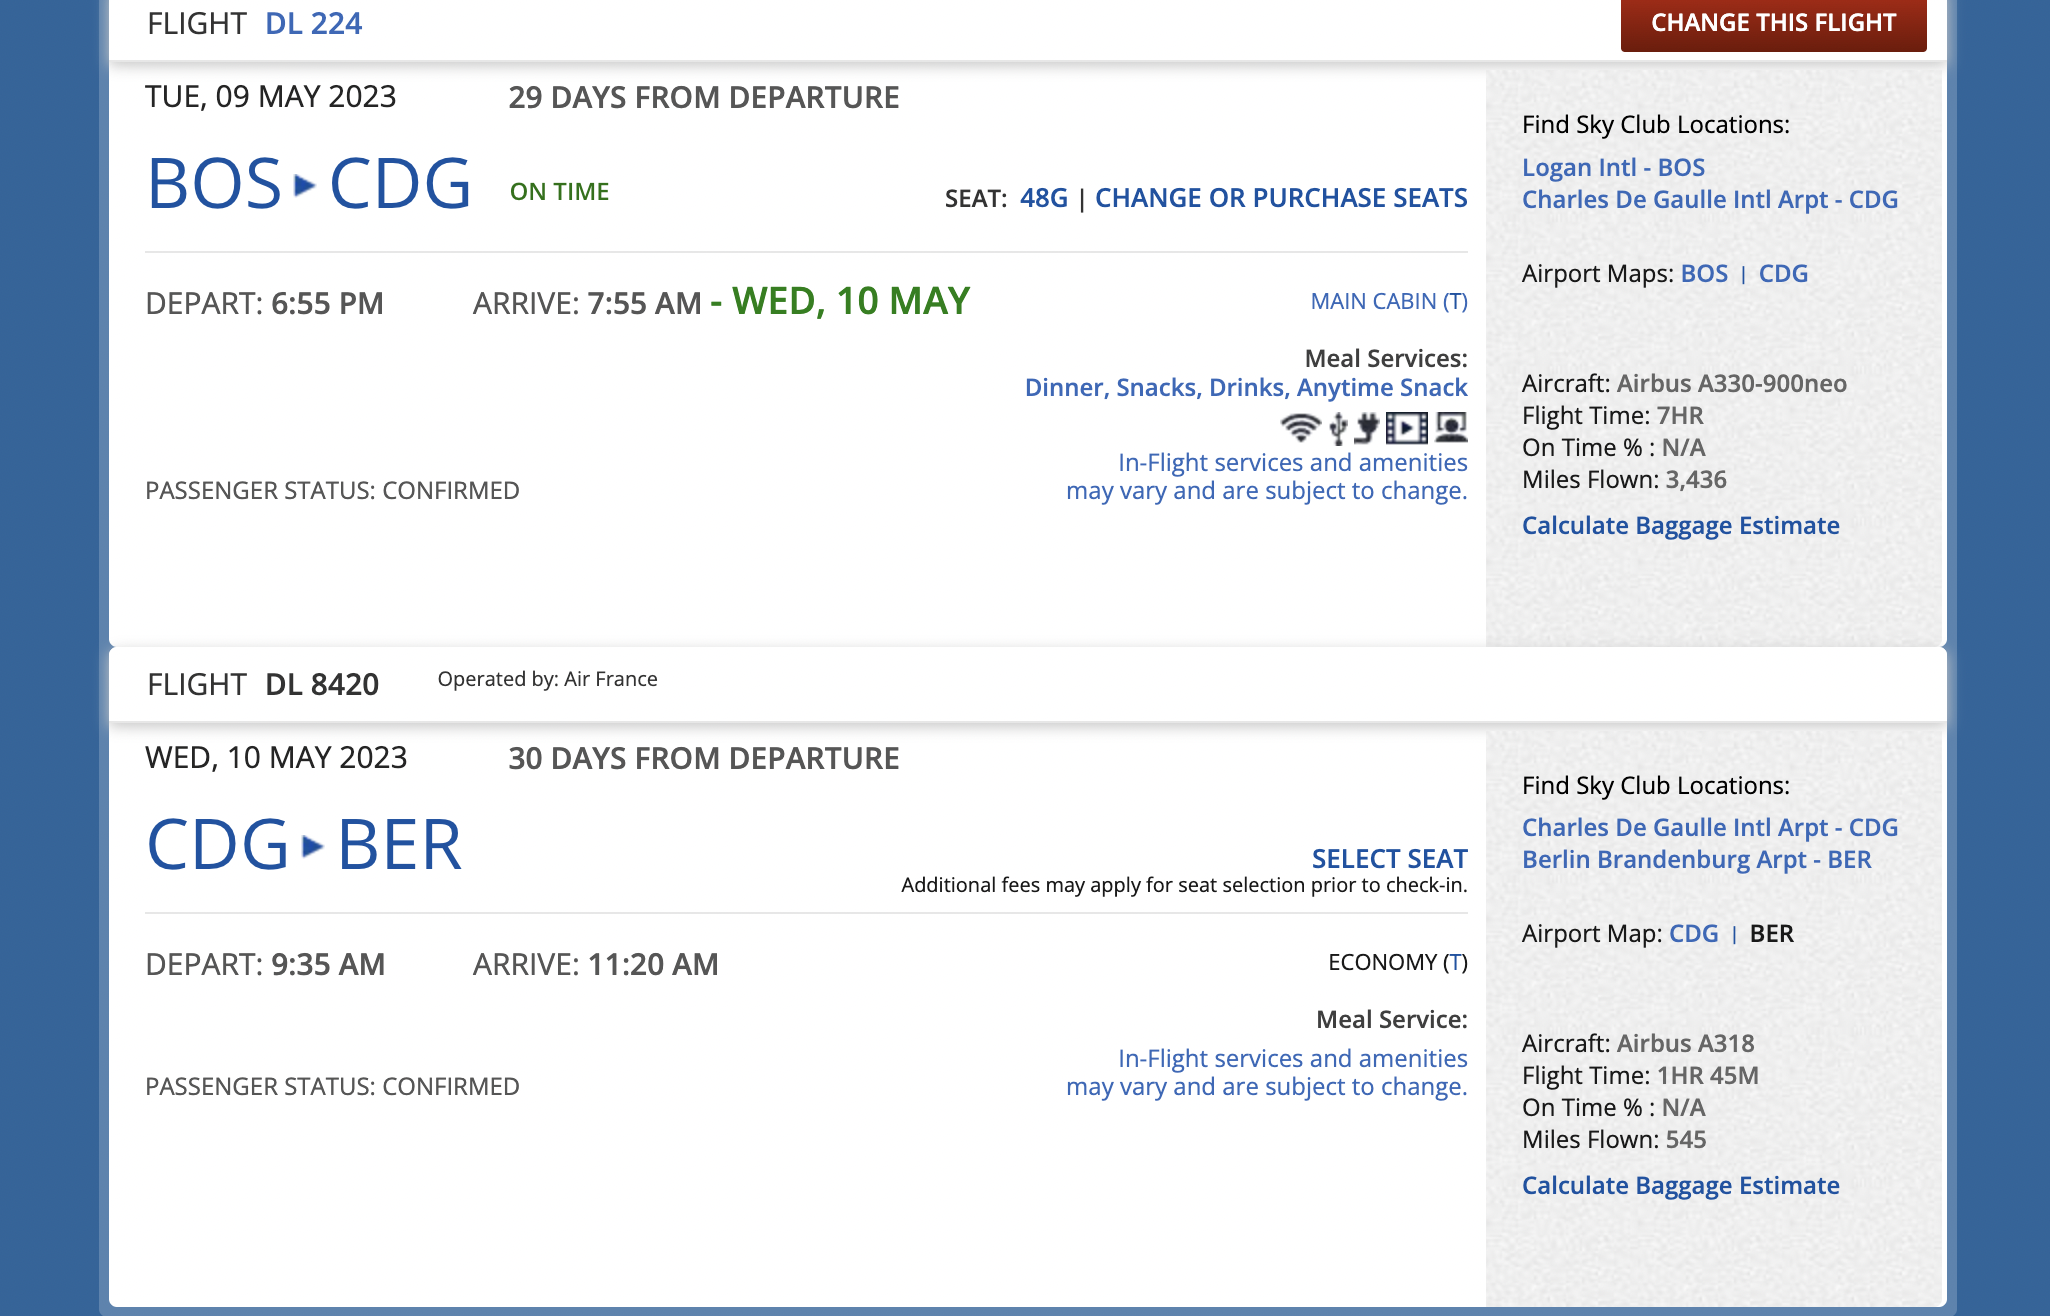 FLIGHT DL 224
CHANGE THIS FLIGHT
TUE, 09 MAY 2023 29 DAYS FROM DEPARTURE
BOS ▸ CDG ON TIME
SEAT: 48G | CHANGE OR PURCHASE SEATS
DEPART: 6:55 PM ARRIVE: 7:55 AM - WED, 10 MAY
MAIN CABIN (T)
Meal Services:
Dinner, Snacks, Drinks, Anytime Snack
In-Flight services and amenities
may vary and are subject to change.
PASSENGER STATUS: CONFIRMED
Find Sky Club Locations:
Logan Intl - BOS
Charles De Gaulle Intl Arpt - CDG
Airport Maps: BOS | CDG
Aircraft: Airbus A330-900neo
Flight Time: 7HR
On Time % : N/A
Miles Flown: 3,436
Calculate Baggage Estimate
FLIGHT DL 8420 Operated by: Air France
WED, 10 MAY 2023 30 DAYS FROM DEPARTURE
CDG ▸ BER
SELECT SEAT
Additional fees may apply for seat selection prior to check-in.
DEPART: 9:35 AM ARRIVE: 11:20 AM
ECONOMY (T)
Meal Service:
In-Flight services and amenities
may vary and are subject to change.
PASSENGER STATUS: CONFIRMED
Find Sky Club Locations:
Charles De Gaulle Intl Arpt - CDG
Berlin Brandenburg Arpt - BER
Airport Map: CDG | BER
Aircraft: Airbus A318
Flight Time: 1HR 45M
On Time % : N/A
Miles Flown: 545
Calculate Baggage Estimate